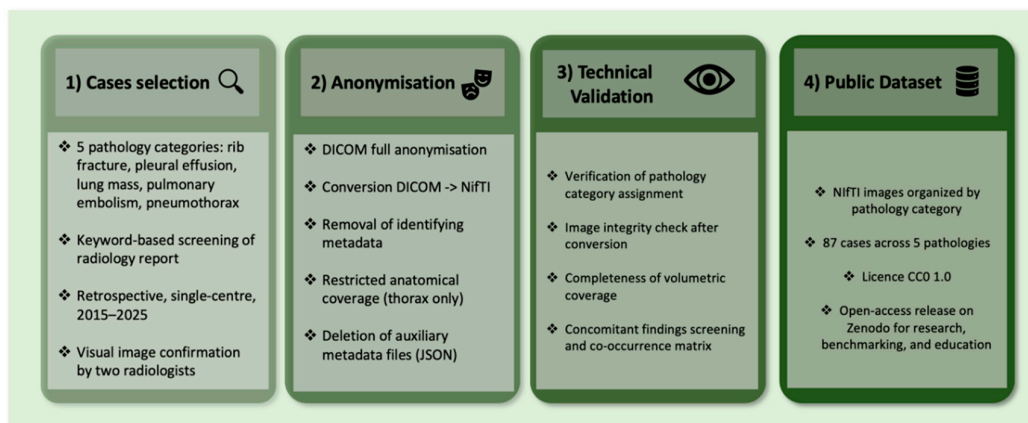 1) Cases selection
❖ 5 pathology categories: rib
fracture, pleural effusion,
lung mass, pulmonary
embolism, pneumothorax
❖ Keyword-based screening of
radiology report
❖ Retrospective, single-centre,
2015–2025
❖ Visual image confirmation
by two radiologists
2) Anonymisation
❖ DICOM full anonymisation
❖ Conversion DICOM -> NifTI
❖ Removal of identifying
metadata
❖ Restricted anatomical
coverage (thorax only)
❖ Deletion of auxiliary
metadata files (JSON)
3) Technical
Validation
❖ Verification of pathology
category assignment
❖ Image integrity check after
conversion
❖ Completeness of volumetric
coverage
❖ Concomitant findings screening
and co-occurrence matrix
4) Public Dataset
❖ NIfTI images organized by
pathology category
❖ 87 cases across 5 pathologies
❖ Licence CC0 1.0
❖ Open-access release on
Zenodo for research,
benchmarking, and education